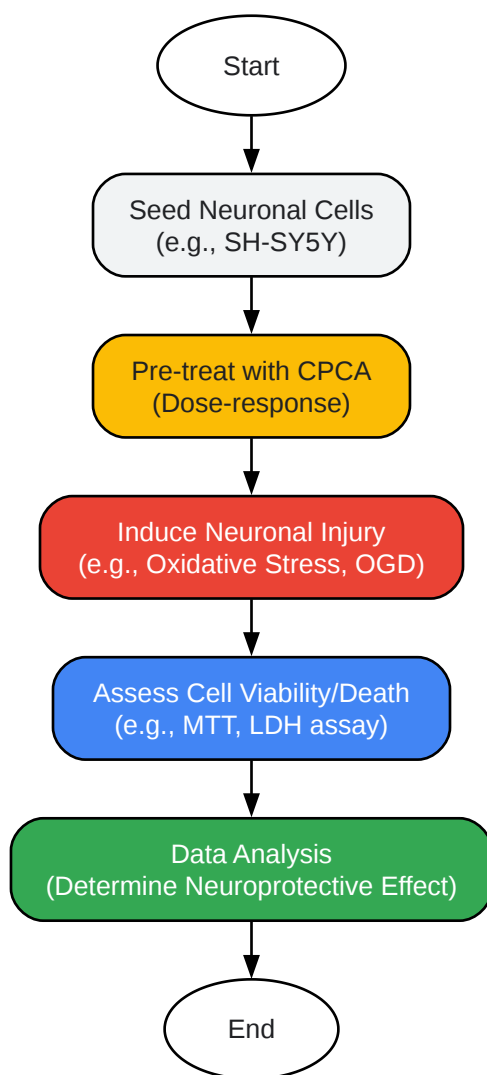 Start
Seed Neuronal Cells
(e.g., SH-SY5Y)
Pre-treat with CPCA
(Dose-response)
Induce Neuronal Injury
(e.g., Oxidative Stress, OGD)
Assess Cell Viability/Death
(e.g., MTT, LDH assay)
Data Analysis
(Determine Neuroprotective Effect)
End